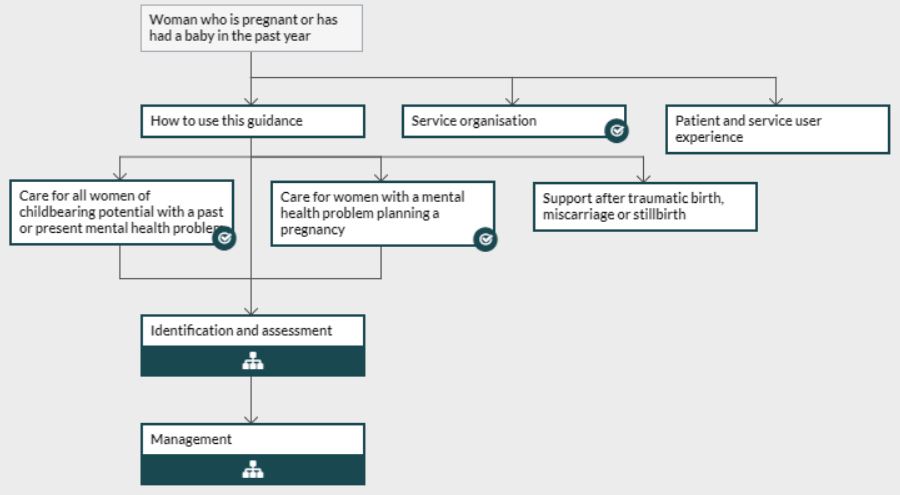 Woman who is pregnant or has
had a baby in the past year
How to use this guidance
Service organisation
Patient and service user
experience
Care for all women of
childbearing potential with a past
or present mental health problem
Care for women with a mental
health problem planning a
pregnancy
Support after traumatic birth,
miscarriage or stillbirth
Identification and assessment
Management